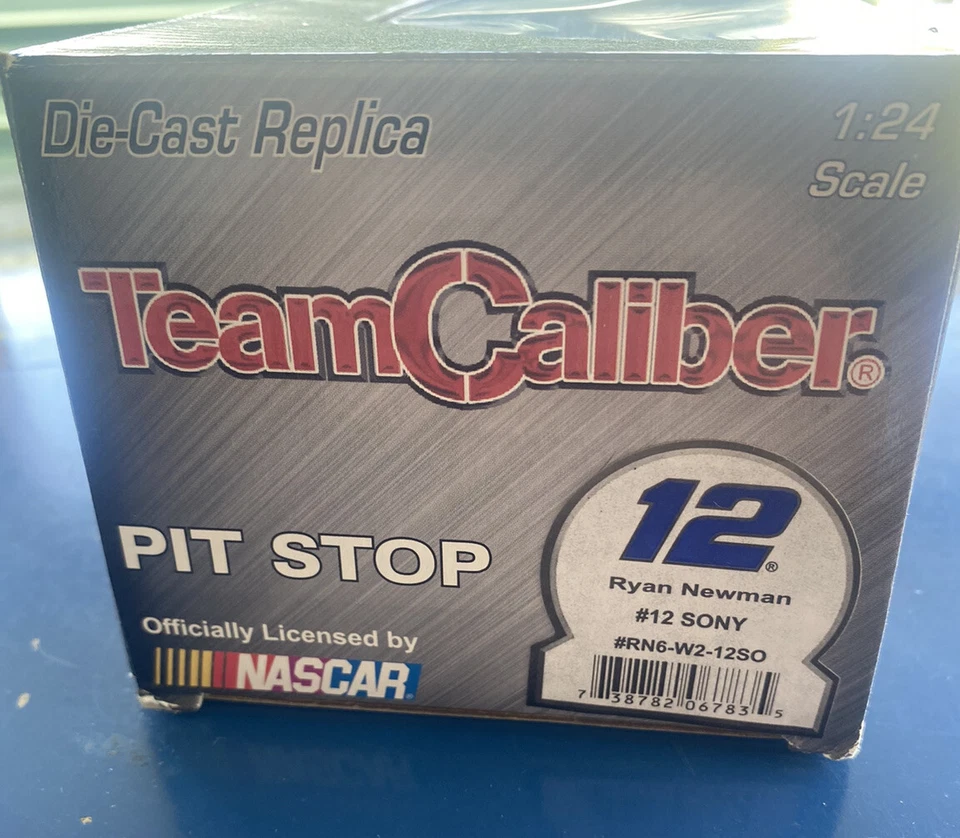 Die-Cast Replica
1:24
Scale
TeamCaliber®
PIT STOP
Officially Licensed by
NASCAR®
12®
Ryan Newman
#12 SONY
#RN6-W2-12SO
7 38782 06783 5